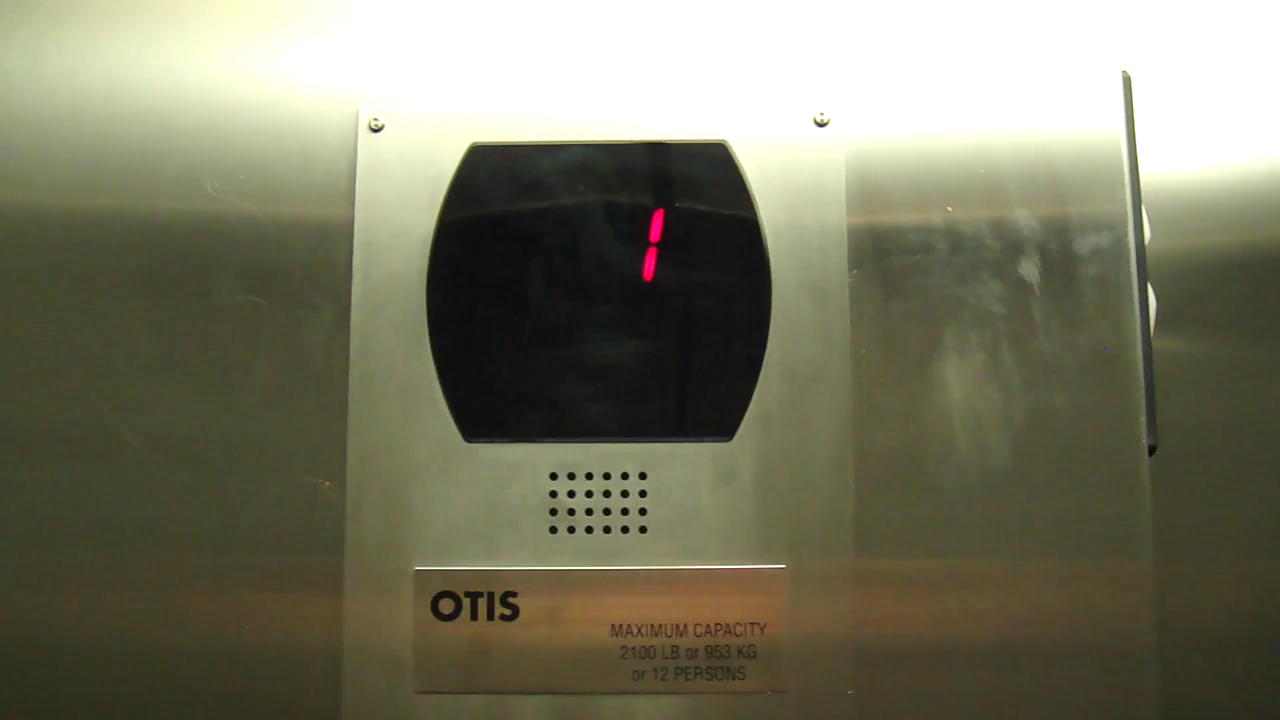 1
OTIS
MAXIMUM CAPACITY
2100 LB or 953 KG
or 12 PERSONS